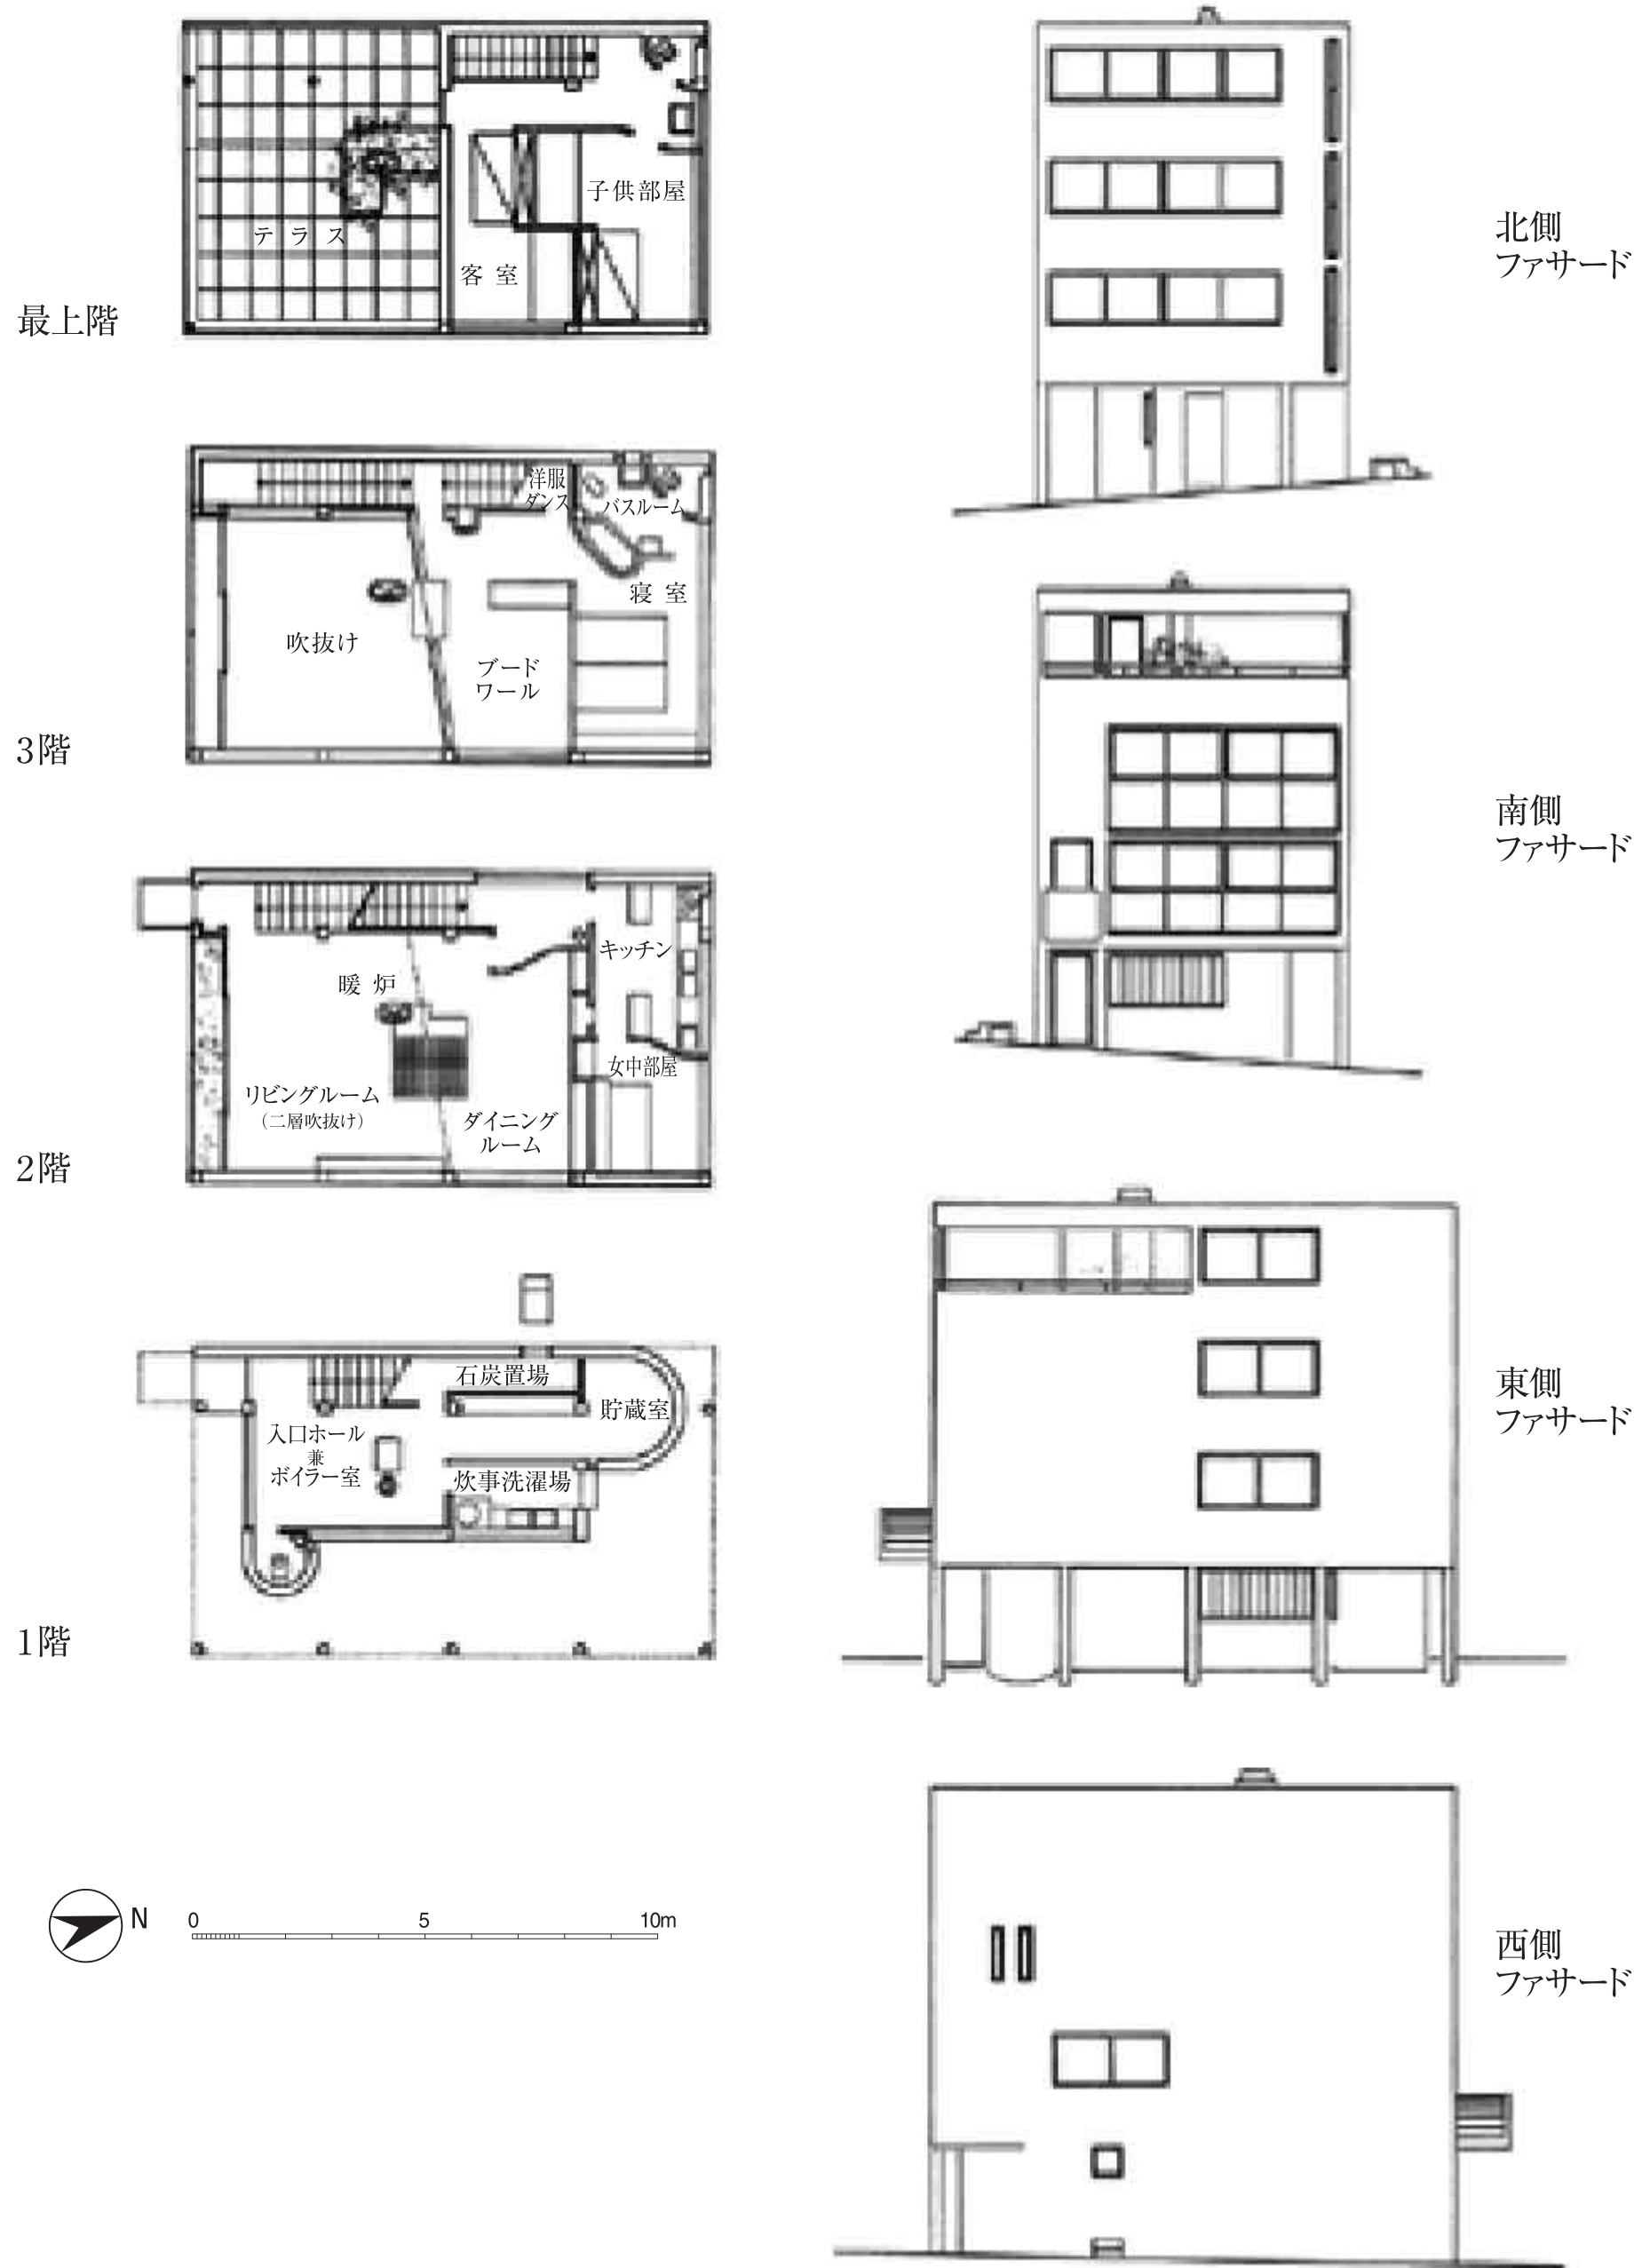 テラス
子供部屋
客室
最上階
洋服
ダンス
バスルーム
寝室
吹抜け
ブード
ワール
3階
キッチン
暖炉
女中部屋
リビングルーム
（二層吹抜け）
ダイニング
ルーム
2階
石炭置場
貯蔵室
入口ホール
兼
ボイラー室
炊事洗濯場
1階
N
0 5 10m
北側
ファサード
南側
ファサード
東側
ファサード
西側
ファサード